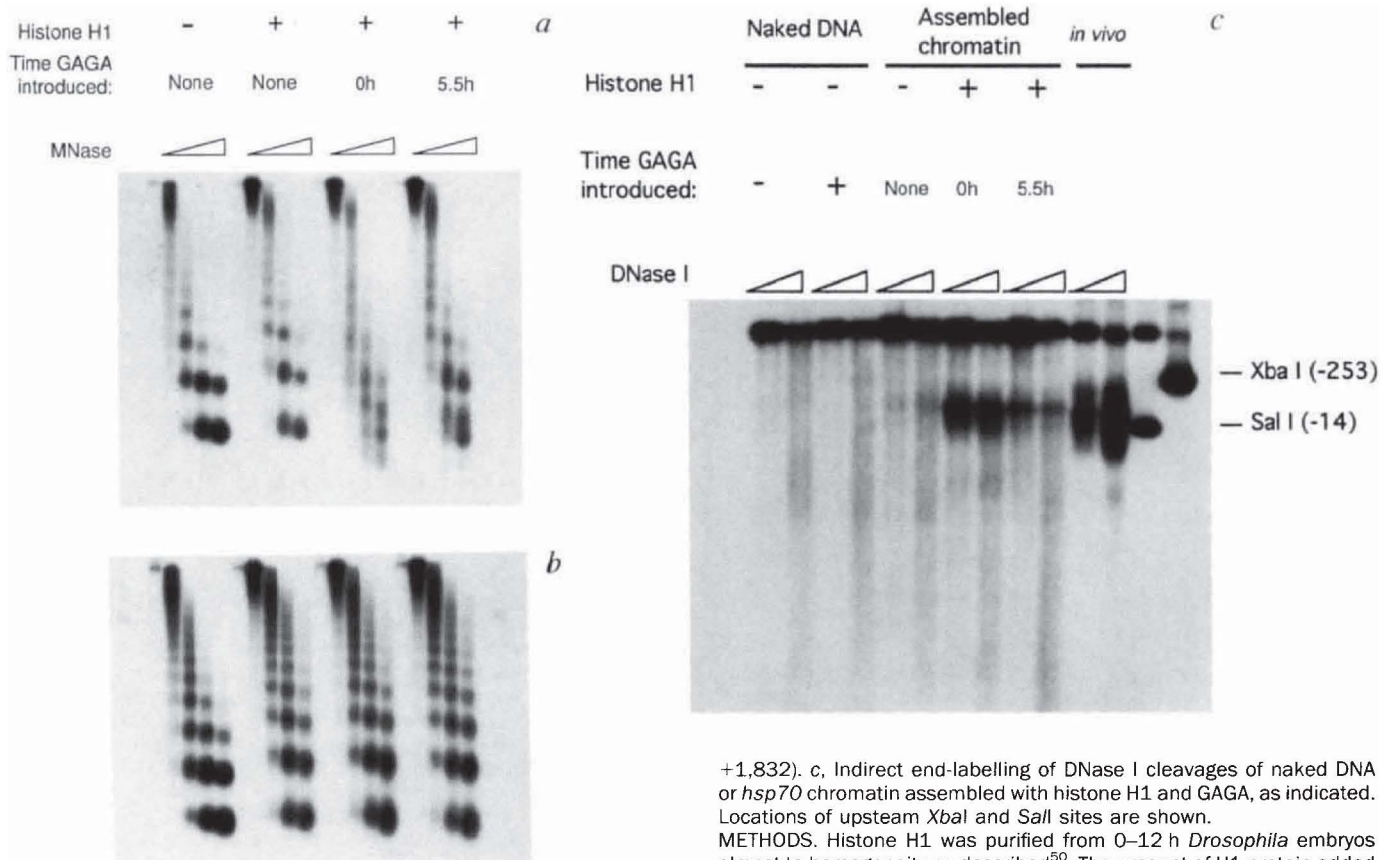 a
Histone H1 - + + +
Time GAGA
introduced: None None 0h 5.5h
MNase
b
c
Naked DNA Assembled chromatin in vivo
Histone H1 - - - + +
Time GAGA
introduced: - + None 0h 5.5h
DNase I
— Xba I (-253)
— Sal I (-14)
+1,832). c, Indirect end-labelling of DNase I cleavages of naked DNA
or hsp70 chromatin assembled with histone H1 and GAGA, as indicated.
Locations of upsteam XbaI and SalI sites are shown.
METHODS. Histone H1 was purified from 0–12 h Drosophila embryos